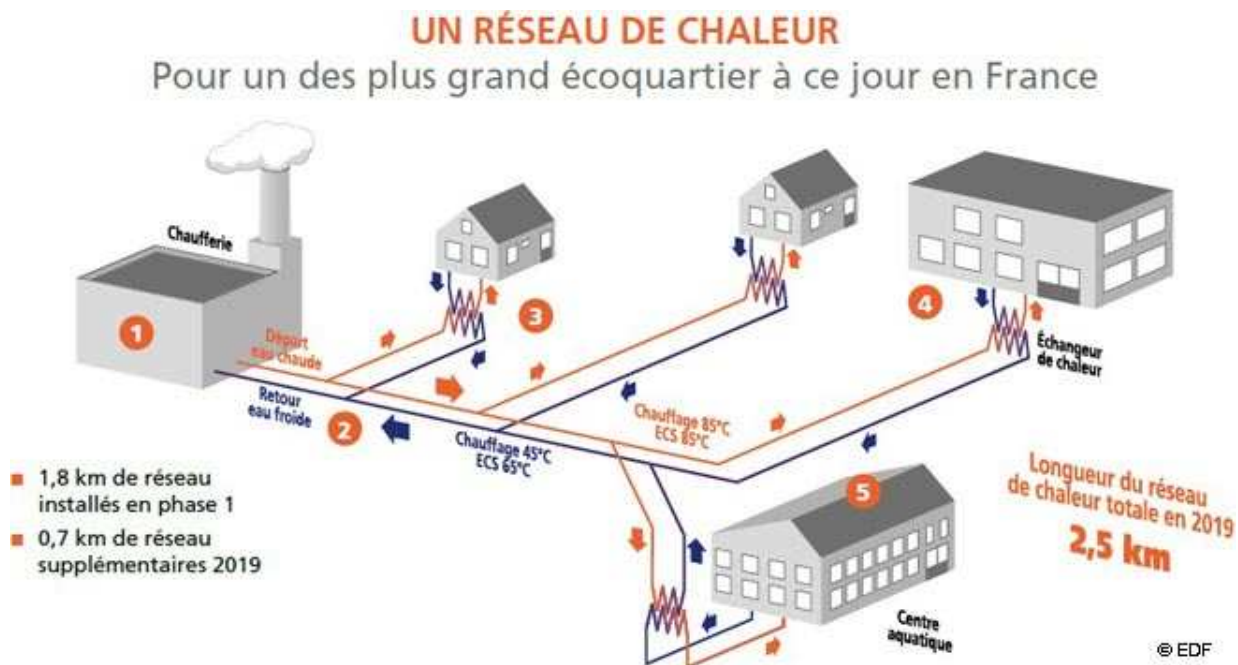 UN RÉSEAU DE CHALEUR
Pour un des plus grand écoquartier à ce jour en France
Chaufferie
1
Départ
eau chaude
Retour
eau froide
2
3
4
Échangeur
de chaleur
Chauffage 85°C
ECS 85°C
Chauffage 45°C
ECS 65°C
5
Centre
aquatique
1,8 km de réseau
installés en phase 1
0,7 km de réseau
supplémentaires 2019
Longueur du réseau
de chaleur totale en 2019
2,5 km
© EDF